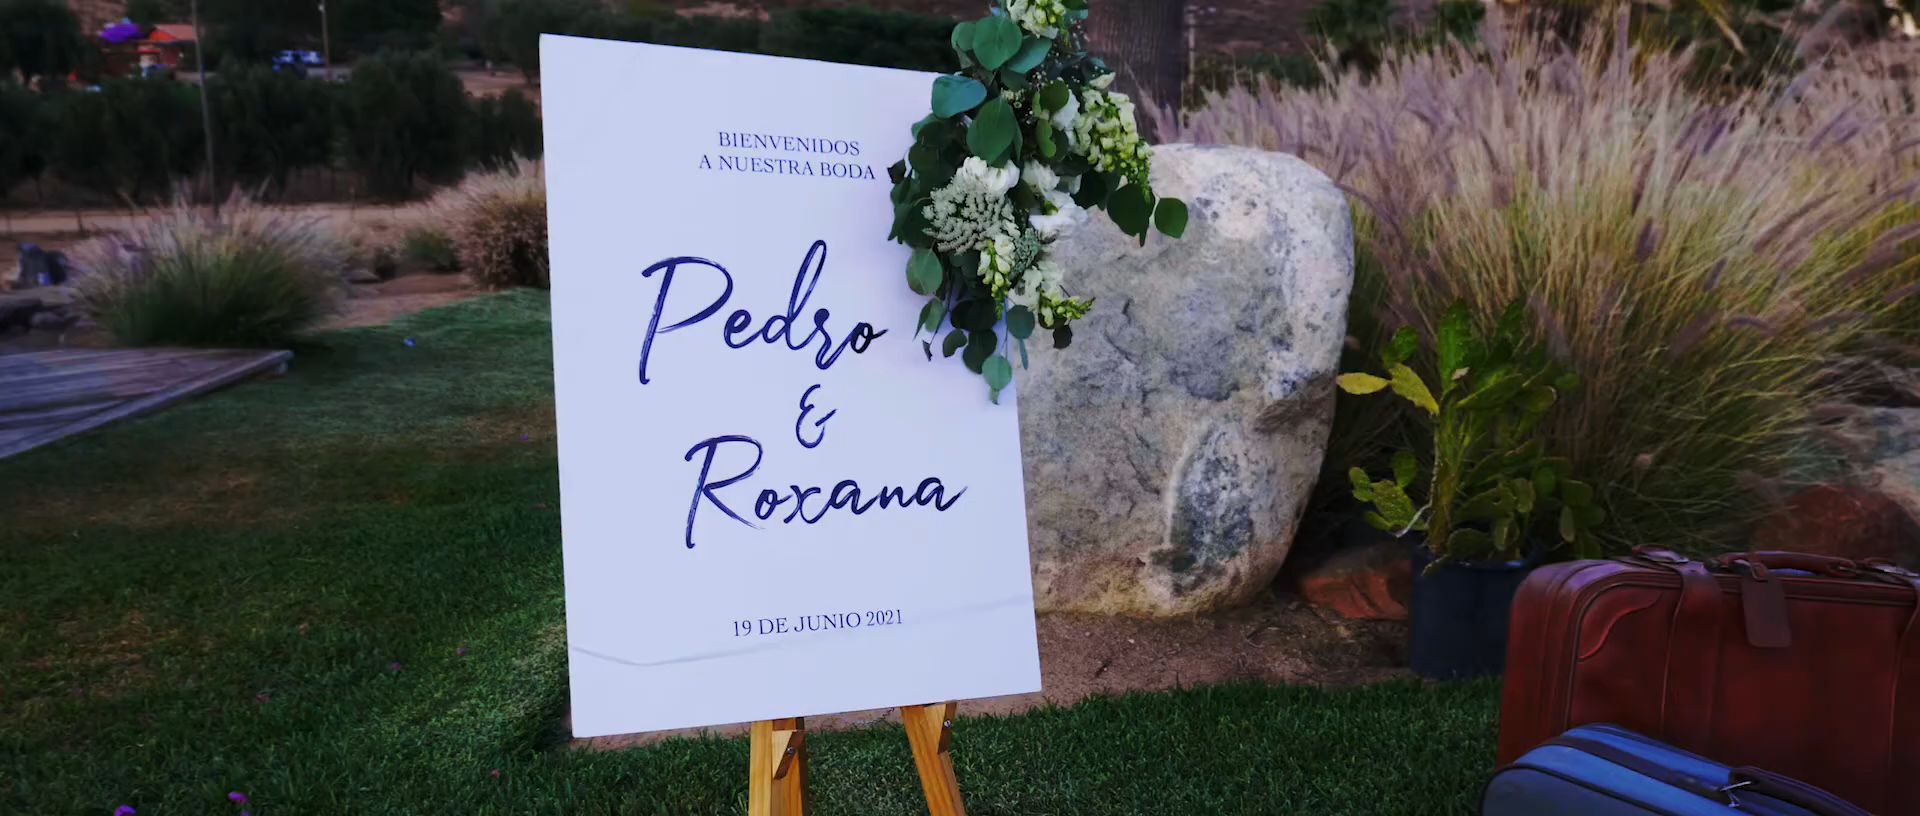 BIENVENIDOS
A NUESTRA BODA
Pedro
&
Roxana
19 DE JUNIO 2021